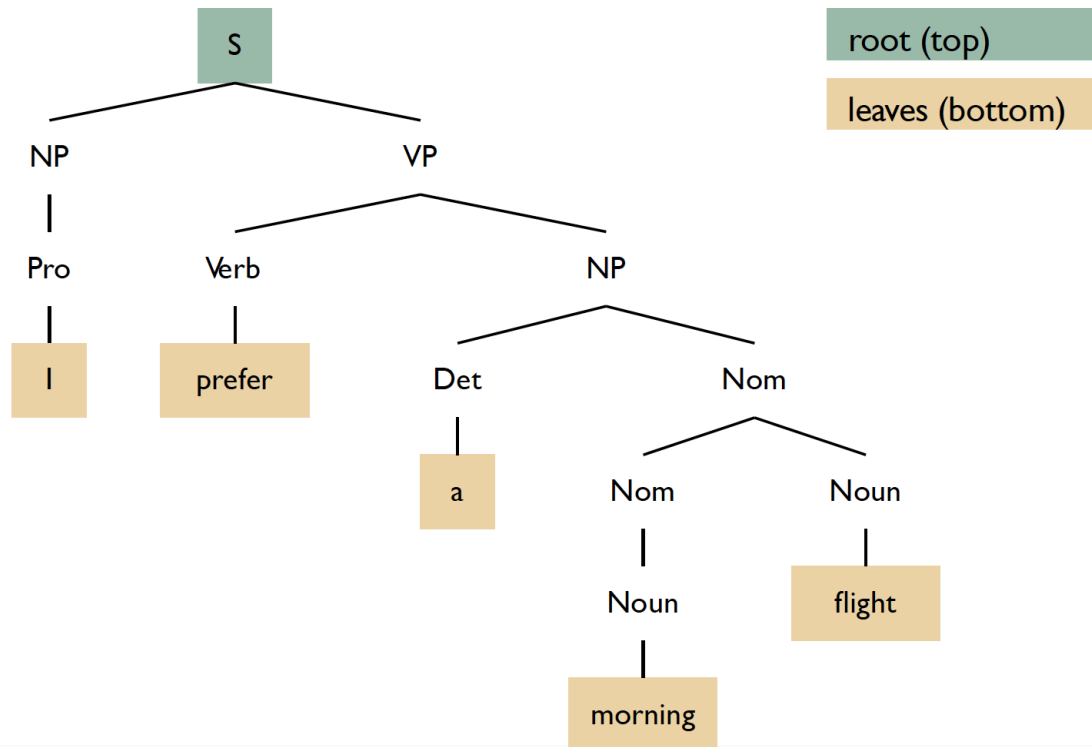 S
root (top)
leaves (bottom)
NP VP
Pro Verb NP
I prefer Det Nom
a Nom Noun
Noun flight
morning